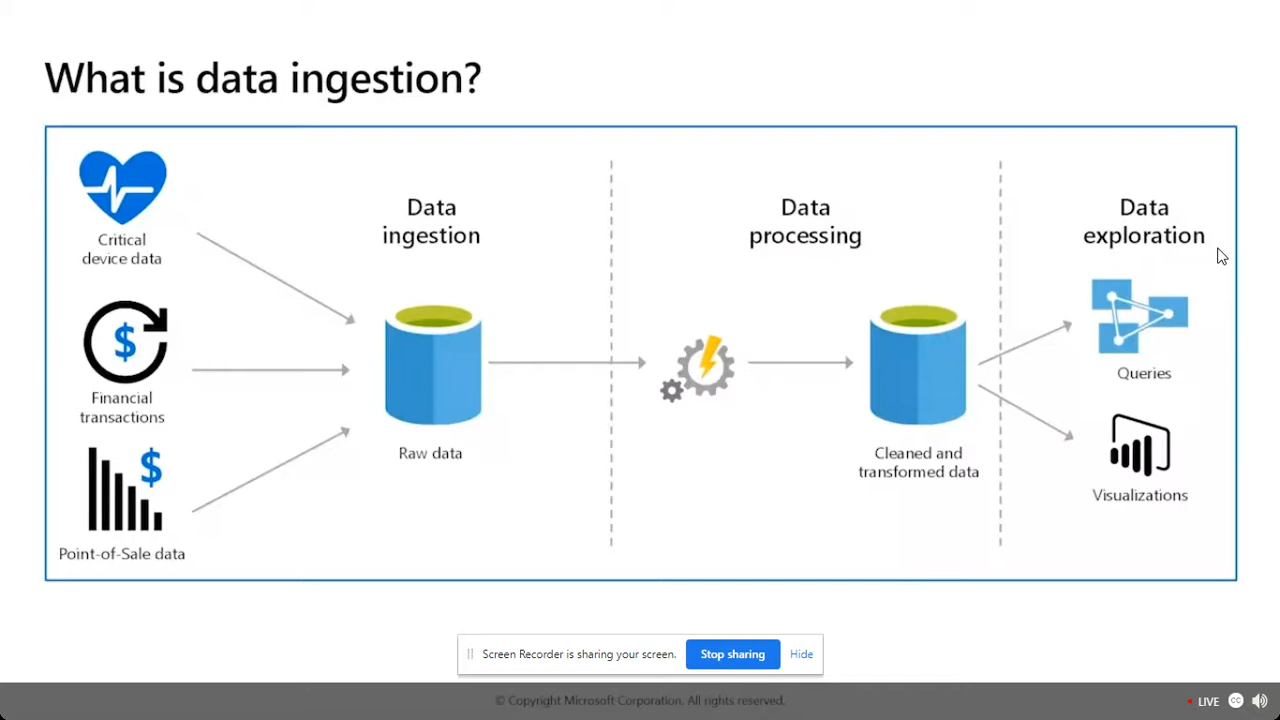 What is data ingestion?
Critical
device data
Financial
transactions
$
$
Point-of-Sale data
Data
ingestion
Raw data
Data
processing
Cleaned and
transformed data
Data
exploration
Queries
Visualizations
Screen Recorder is sharing your screen. Stop sharing Hide
© Copyright Microsoft Corporation. All rights reserved.
LIVE CC